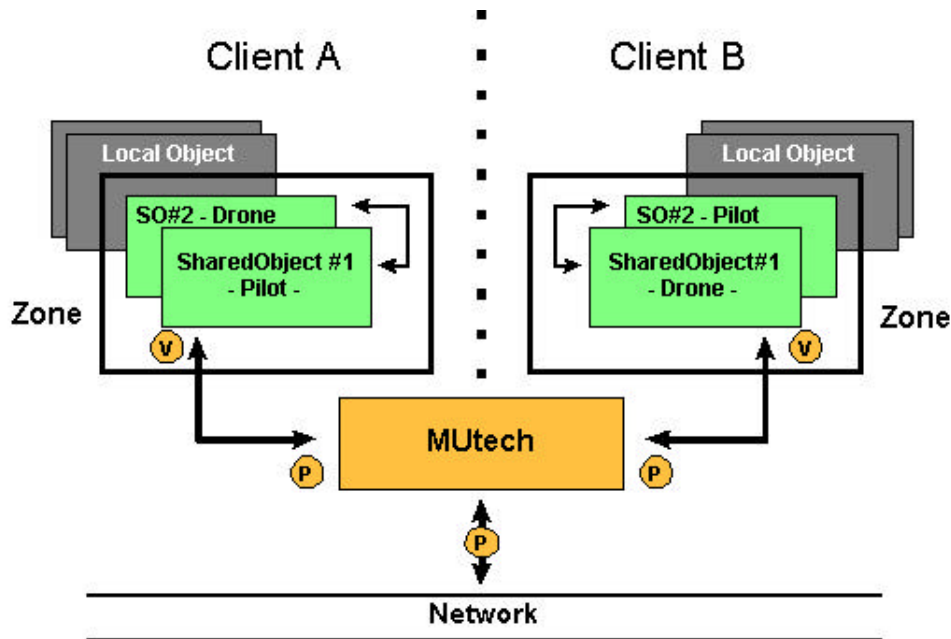 Client A
Client B
Local Object
Local Object
SO#2 - Drone
SO#2 - Pilot
SharedObject #1
- Pilot -
SharedObject#1
- Drone -
Zone
Zone
V
V
MUtech
P
P
P
Network